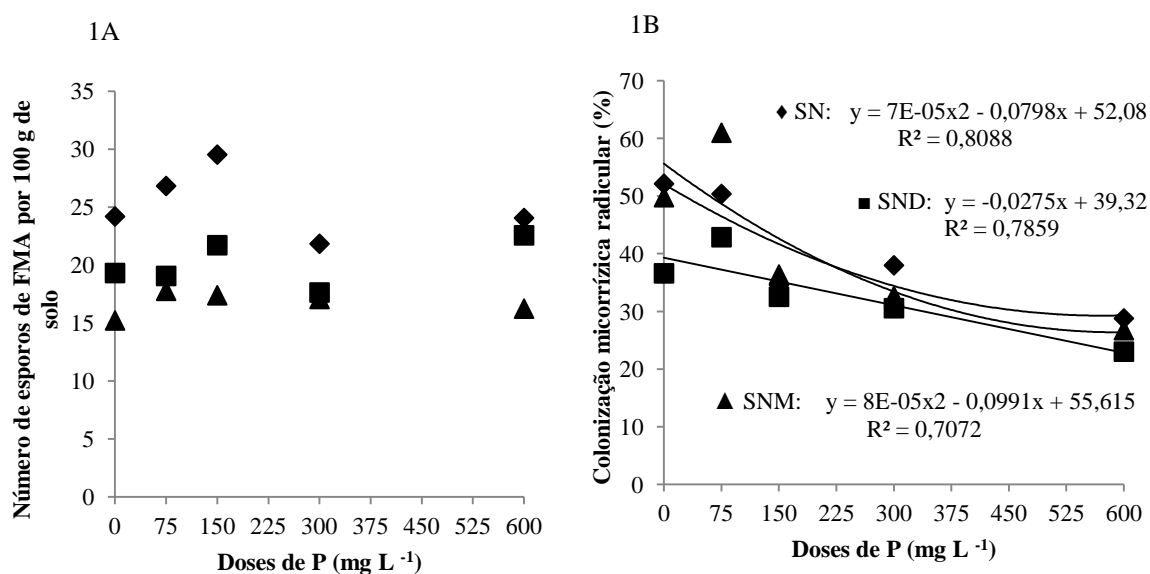 1A
Número de esporos de FMA por 100 g de
solo
35
30
25
20
15
10
5
0
0 75 150 225 300 375 450 525 600
Doses de P (mg L -1)
1B
Colonização micorrízica radicular (%)
70
60
50
40
30
20
10
0
SN: y = 7E-05x2 - 0,0798x + 52,08
R² = 0,8088
SND: y = -0,0275x + 39,32
R² = 0,7859
SNM: y = 8E-05x2 - 0,0991x + 55,615
R² = 0,7072
0 75 150 225 300 375 450 525 600
Doses de P (mg L -1)